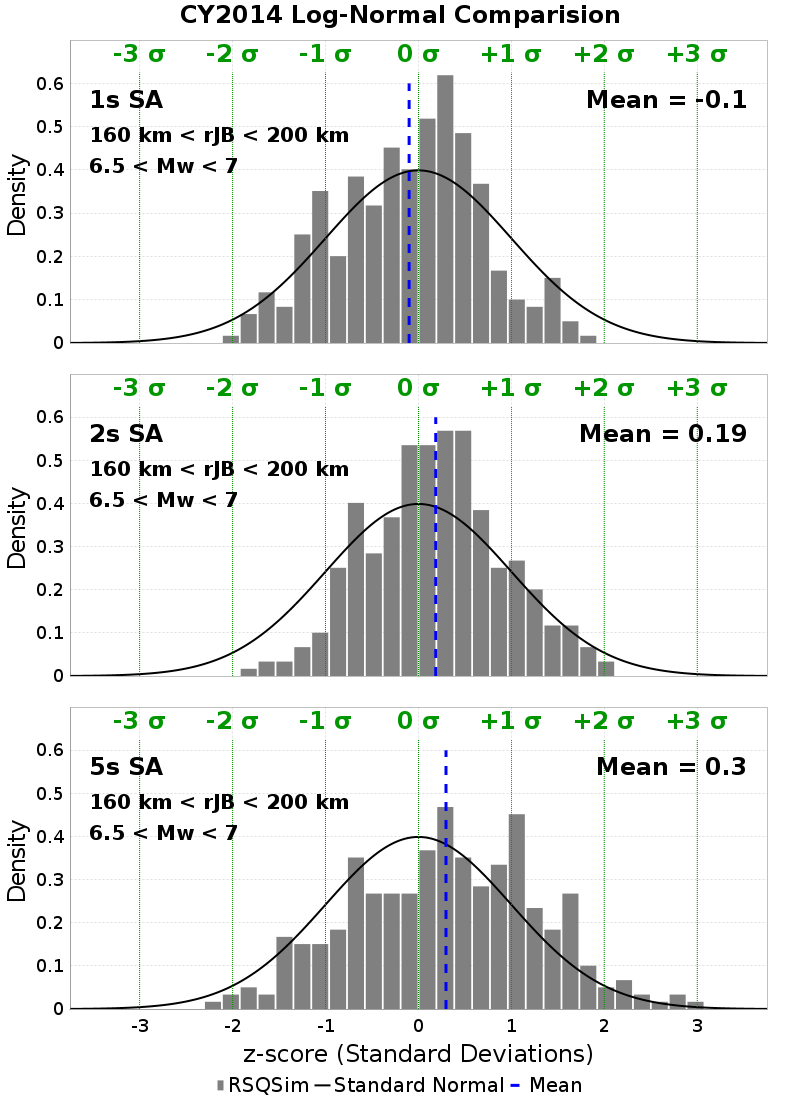 CY2014 Log-Normal Comparision
-3 σ -2 σ -1 σ 0 σ +1 σ +2 σ +3 σ
1s SA Mean = -0.1
160 km < rJB < 200 km
6.5 < Mw < 7
Density
0.6
0.5
0.4
0.3
0.2
0.1
0
-3 σ -2 σ -1 σ 0 σ +1 σ +2 σ +3 σ
2s SA Mean = 0.19
160 km < rJB < 200 km
6.5 < Mw < 7
Density
0.6
0.5
0.4
0.3
0.2
0.1
0
-3 σ -2 σ -1 σ 0 σ +1 σ +2 σ +3 σ
5s SA Mean = 0.3
160 km < rJB < 200 km
6.5 < Mw < 7
Density
0.6
0.5
0.4
0.3
0.2
0.1
0
-3 -2 -1 0 1 2 3
z-score (Standard Deviations)
RSQSim Standard Normal Mean